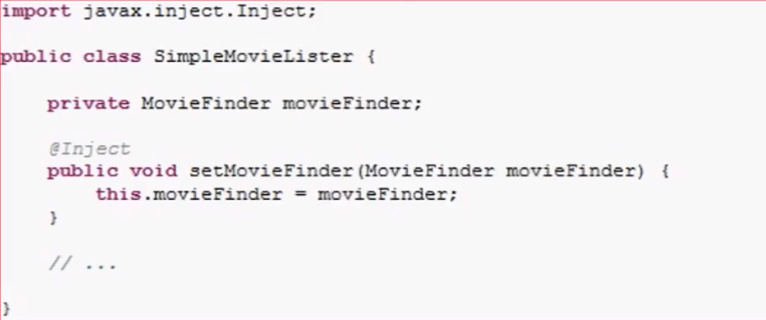 import javax.inject.Inject;
public class SimpleMovieLister {
private MovieFinder movieFinder;
@Inject
public void setMovieFinder(MovieFinder movieFinder) {
this.movieFinder = movieFinder;
}
// ...
}